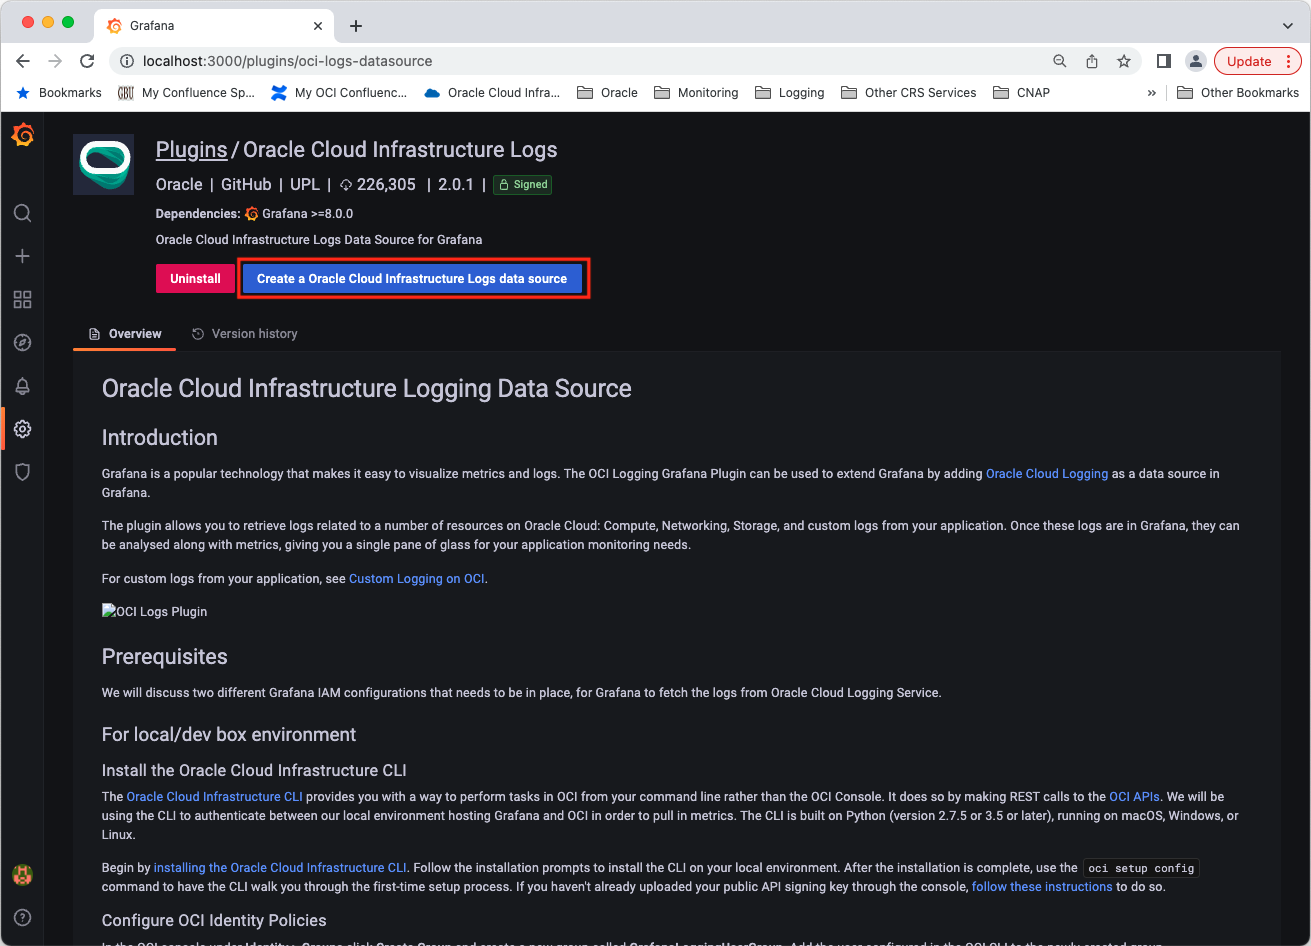 Grafana
localhost:3000/plugins/oci-logs-datasource
Update
Bookmarks
My Confluence Sp...
My OCI Confluenc...
Oracle Cloud Infra...
Oracle
Monitoring
Logging
Other CRS Services
CNAP
»
Other Bookmarks
Plugins / Oracle Cloud Infrastructure Logs
Oracle | GitHub | UPL | 226,305 | 2.0.1 | Signed
Dependencies: Grafana >=8.0.0
Oracle Cloud Infrastructure Logs Data Source for Grafana
Uninstall
Create a Oracle Cloud Infrastructure Logs data source
Overview
Version history
Oracle Cloud Infrastructure Logging Data Source
Introduction
Grafana is a popular technology that makes it easy to visualize metrics and logs. The OCI Logging Grafana Plugin can be used to extend Grafana by adding Oracle Cloud Logging as a data source in
Grafana.
The plugin allows you to retrieve logs related to a number of resources on Oracle Cloud: Compute, Networking, Storage, and custom logs from your application. Once these logs are in Grafana, they can
be analysed along with metrics, giving you a single pane of glass for your application monitoring needs.
For custom logs from your application, see Custom Logging on OCI.
OCI Logs Plugin
Prerequisites
We will discuss two different Grafana IAM configurations that needs to be in place, for Grafana to fetch the logs from Oracle Cloud Logging Service.
For local/dev box environment
Install the Oracle Cloud Infrastructure CLI
The Oracle Cloud Infrastructure CLI provides you with a way to perform tasks in OCI from your command line rather than the OCI Console. It does so by making REST calls to the OCI APIs. We will be
using the CLI to authenticate between our local environment hosting Grafana and OCI in order to pull in metrics. The CLI is built on Python (version 2.7.5 or 3.5 or later), running on macOS, Windows, or
Linux.
Begin by installing the Oracle Cloud Infrastructure CLI. Follow the installation prompts to install the CLI on your local environment. After the installation is complete, use the oci setup config
command to have the CLI walk you through the first-time setup process. If you haven't already uploaded your public API signing key through the console, follow these instructions to do so.
Configure OCI Identity Policies